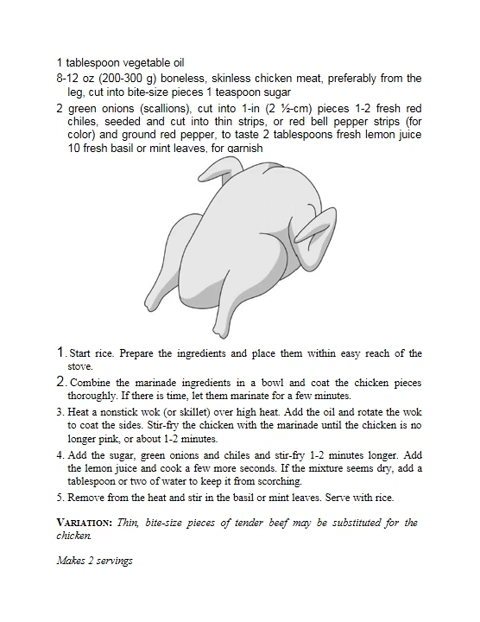 1 tablespoon vegetable oil
8-12 oz (200-300 g) boneless, skinless chicken meat, preferably from the
leg, cut into bite-size pieces 1 teaspoon sugar
2 green onions (scallions), cut into 1-in (2 ½-cm) pieces 1-2 fresh red
chiles, seeded and cut into thin strips, or red bell pepper strips (for
color) and ground red pepper, to taste 2 tablespoons fresh lemon juice
10 fresh basil or mint leaves, for garnish
1. Start rice. Prepare the ingredients and place them within easy reach of the
stove.
2. Combine the marinade ingredients in a bowl and coat the chicken pieces
thoroughly. If there is time, let them marinate for a few minutes.
3. Heat a nonstick wok (or skillet) over high heat. Add the oil and rotate the wok
to coat the sides. Stir-fry the chicken with the marinade until the chicken is no
longer pink, or about 1-2 minutes.
4. Add the sugar, green onions and chiles and stir-fry 1-2 minutes longer. Add
the lemon juice and cook a few more seconds. If the mixture seems dry, add a
tablespoon or two of water to keep it from scorching.
5. Remove from the heat and stir in the basil or mint leaves. Serve with rice.
VARIATION: Thin, bite-size pieces of tender beef may be substituted for the
chicken.
Makes 2 servings